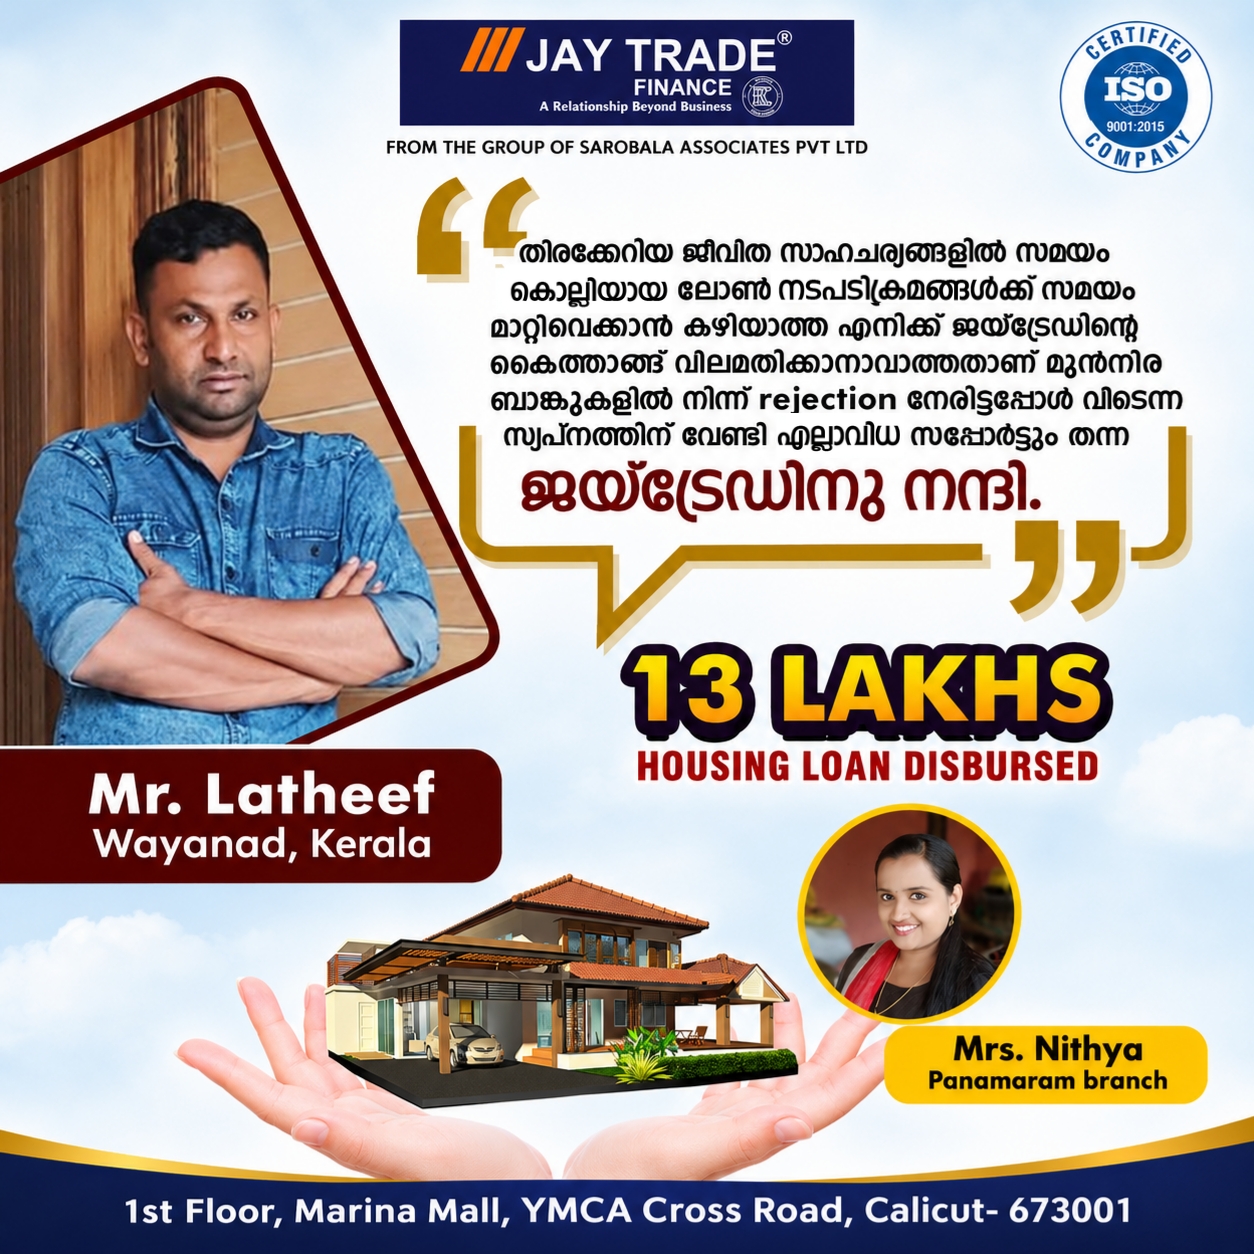 JAY TRADE®
FINANCE
A Relationship Beyond Business
FROM THE GROUP OF SAROBALA ASSOCIATES PVT LTD
CERTIFIED
ISO
9001:2015
COMPANY
“തിരക്കേറിയ ജീവിത സാഹചര്യങ്ങളിൽ സമയം
കൊല്ലിയായ ലോൺ നടപടിക്രമങ്ങൾക്ക് സമയം
മാറ്റിവെക്കാൻ കഴിയാത്ത എനിക്ക് ജയ്ട്രേഡിന്റെ
കൈത്താങ്ങ് വിലമതിക്കാനാവാത്തതാണ് മുൻനിര
ബാങ്കുകളിൽ നിന്ന് rejection നേരിട്ടപ്പോൾ വിടെന്ന
സ്വപ്നത്തിന് വേണ്ടി എല്ലാവിധ സപ്പോർട്ടും തന്ന
ജയ്ട്രേഡിനു നന്ദി.”
13 LAKHS
HOUSING LOAN DISBURSED
Mr. Latheef
Wayanad, Kerala
Mrs. Nithya
Panamaram branch
1st Floor, Marina Mall, YMCA Cross Road, Calicut- 673001